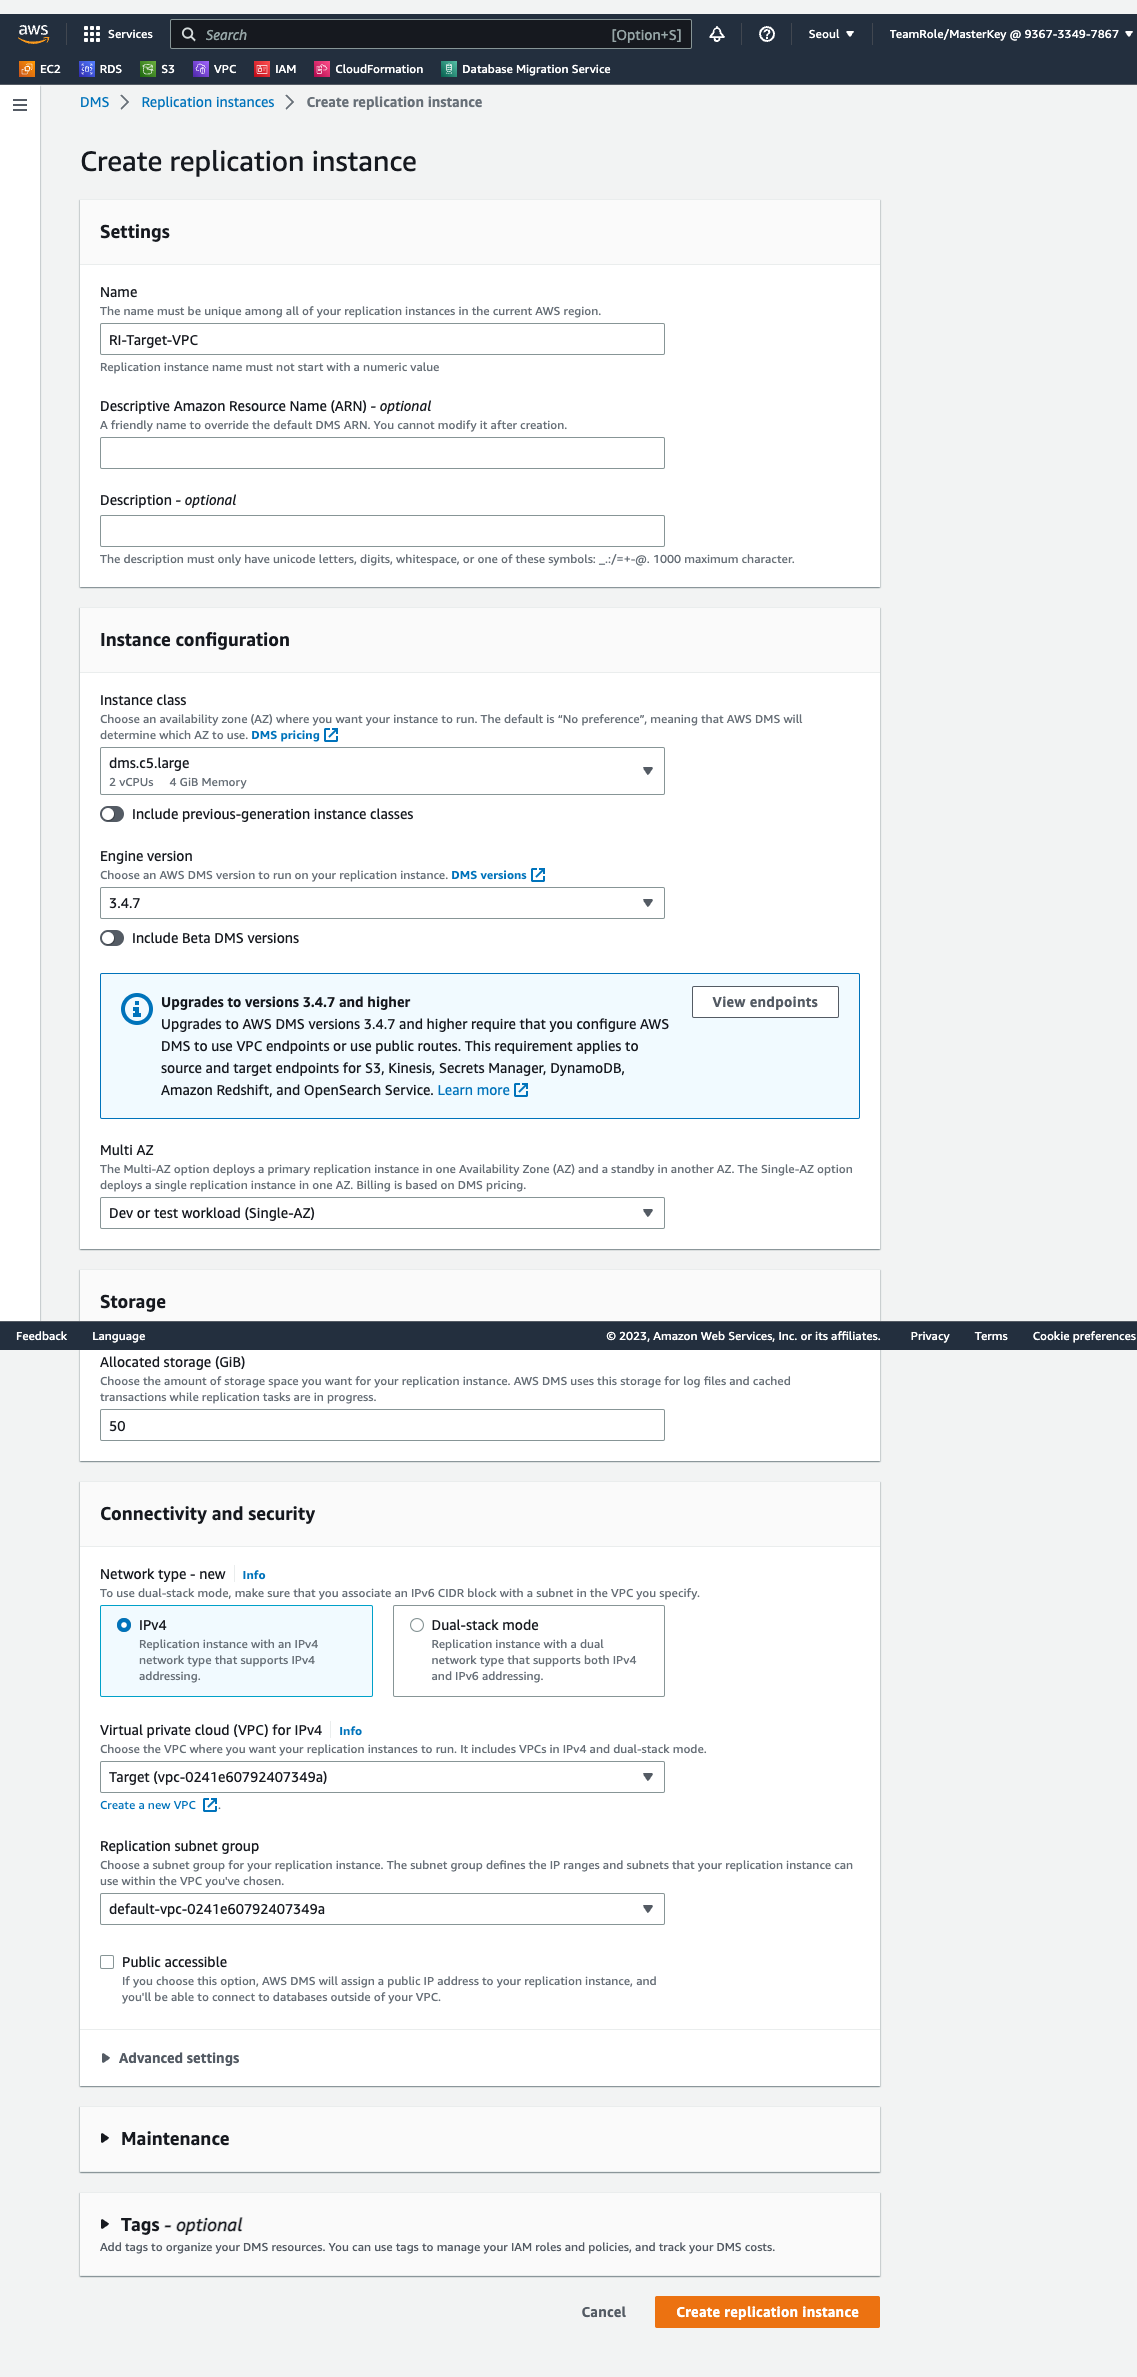 aws
Services
Search [Option+S]
Seoul
TeamRole/MasterKey @ 9367-3349-7867
EC2 RDS S3 VPC IAM CloudFormation Database Migration Service
DMS Replication instances Create replication instance
Create replication instance
Settings
Name
The name must be unique among all of your replication instances in the current AWS region.
RI-Target-VPC
Replication instance name must not start with a numeric value
Descriptive Amazon Resource Name (ARN) - optional
A friendly name to override the default DMS ARN. You cannot modify it after creation.
Description - optional
The description must only have unicode letters, digits, whitespace, or one of these symbols: _.:/=+-@. 1000 maximum character.
Instance configuration
Instance class
Choose an availability zone (AZ) where you want your instance to run. The default is “No preference”, meaning that AWS DMS will
determine which AZ to use. DMS pricing
dms.c5.large
2 vCPUs 4 GiB Memory
Include previous-generation instance classes
Engine version
Choose an AWS DMS version to run on your replication instance. DMS versions
3.4.7
Include Beta DMS versions
Upgrades to versions 3.4.7 and higher
View endpoints
Upgrades to AWS DMS versions 3.4.7 and higher require that you configure AWS
DMS to use VPC endpoints or use public routes. This requirement applies to
source and target endpoints for S3, Kinesis, Secrets Manager, DynamoDB,
Amazon Redshift, and OpenSearch Service. Learn more
Multi AZ
The Multi-AZ option deploys a primary replication instance in one Availability Zone (AZ) and a standby in another AZ. The Single-AZ option
deploys a single replication instance in one AZ. Billing is based on DMS pricing.
Dev or test workload (Single-AZ)
Storage
Feedback Language © 2023, Amazon Web Services, Inc. or its affiliates. Privacy Terms Cookie preferences
Allocated storage (GiB)
Choose the amount of storage space you want for your replication instance. AWS DMS uses this storage for log files and cached
transactions while replication tasks are in progress.
50
Connectivity and security
Network type - new Info
To use dual-stack mode, make sure that you associate an IPv6 CIDR block with a subnet in the VPC you specify.
IPv4
Replication instance with an IPv4
network type that supports IPv4
addressing.
Dual-stack mode
Replication instance with a dual
network type that supports both IPv4
and IPv6 addressing.
Virtual private cloud (VPC) for IPv4 Info
Choose the VPC where you want your replication instances to run. It includes VPCs in IPv4 and dual-stack mode.
Target (vpc-0241e60792407349a)
Create a new VPC .
Replication subnet group
Choose a subnet group for your replication instance. The subnet group defines the IP ranges and subnets that your replication instance can
use within the VPC you've chosen.
default-vpc-0241e60792407349a
Public accessible
If you choose this option, AWS DMS will assign a public IP address to your replication instance, and
you'll be able to connect to databases outside of your VPC.
Advanced settings
Maintenance
Tags - optional
Add tags to organize your DMS resources. You can use tags to manage your IAM roles and policies, and track your DMS costs.
Cancel
Create replication instance